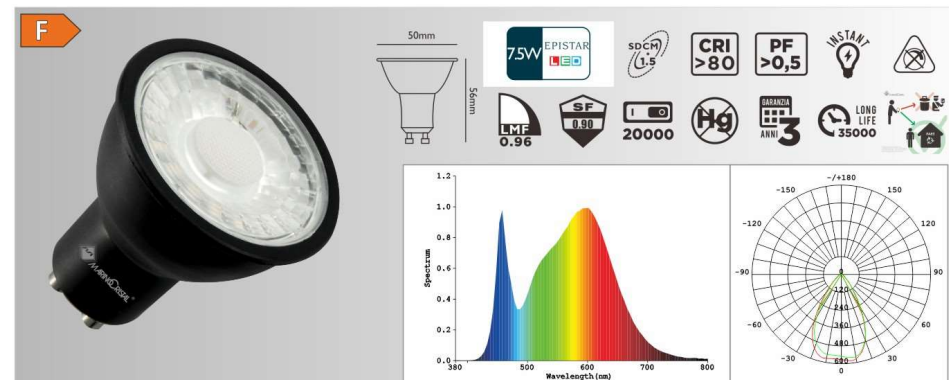 F
50mm
56mm
7.5W
EPISTAR
LED
SDCM
1.5
CRI
>80
PF
>0,5
INSTANT
LMF
0.96
SF
0.90
I O
20000
Hg
GARANZIA
ANNI 3
LONG
LIFE
35000
MARINO CRISTAL
1.2
1.0
0.8
0.6
0.4
0.2
0.0
Spectrum
380 500 600 700 800
Wavelength(nm)
-/+180
-150 150
-120 120
-90 90
-60 60
-30 30
0
0
120
240
360
480
600